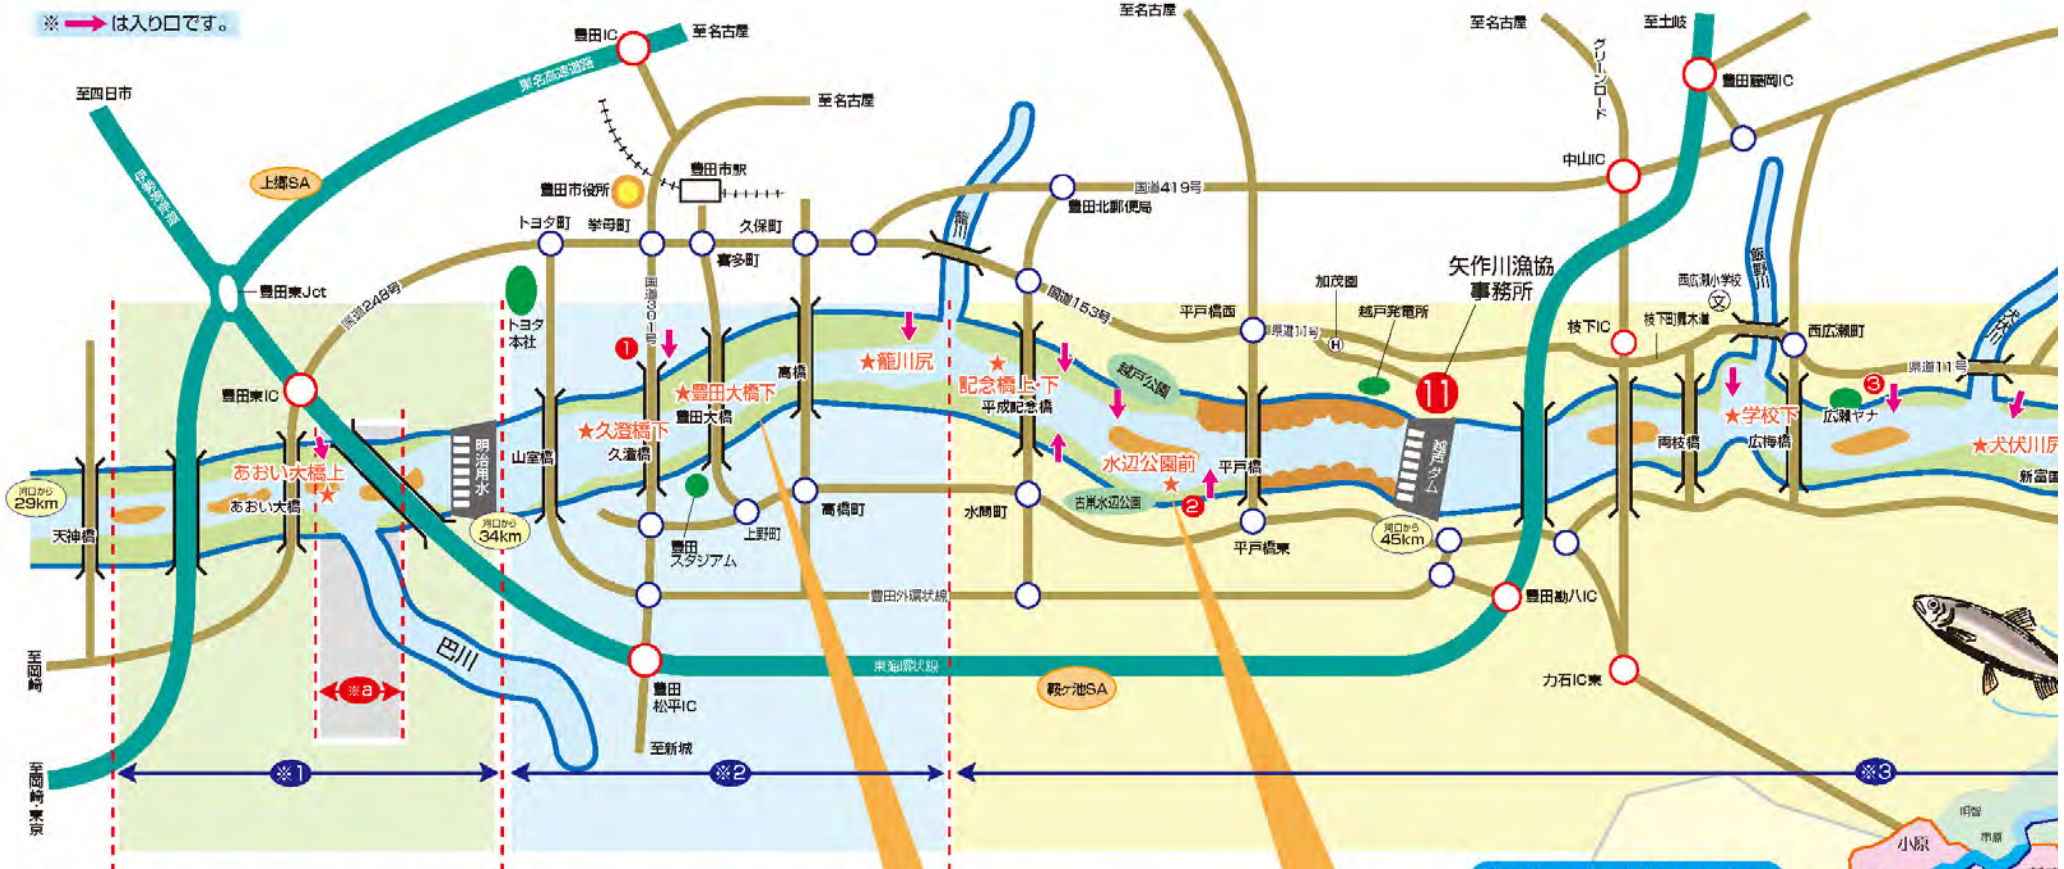 ※ → は入り口です。
至四日市
豊田IC
至名古屋
東名高速道路
至名古屋
上郷SA
豊田市駅
豊田市役所
トヨタ町
挙母町
喜多町
久保町
籠川
至名古屋
国道419号
豊田北郵便局
至名古屋
グリーンロード
至土岐
豊田藤岡IC
中山IC
豊田東Jct
国道248号
トヨタ
本社
国道301号
国道153号
平戸橋西
県道11号
加茂園
H
越戸発電所
矢作川漁協
事務所
西広瀬小学校
文
飯野川
枝下IC
枝下町農木道
西広瀬町
県道11号
犬伏川
豊田東IC
1
★豊田大橋下
豊田大橋
高橋
★籠川尻
★
記念橋上・下
平成記念橋
越戸公園
11
3
広瀬ヤナ
★学校下
広梅橋
両枝橋
★犬伏川尻
新富国
河口から
29km
天神橋
あおい大橋上
★
あおい大橋
明治用水
河口から
34km
山室橋
★久澄橋下
久澄橋
豊田
スタジアム
上野町
高橋町
水間町
水辺公園前
★
古鼡水辺公園
2
平戸橋
平戸橋東
越戸ダム
河口から
45km
豊田外環状線
豊田勘八IC
力石IC東
至岡崎
※a
巴川
豊田
松平IC
至新城
東海環状線
鞍ヶ池SA
至岡崎・東京
※1
※2
※3
明智
小原